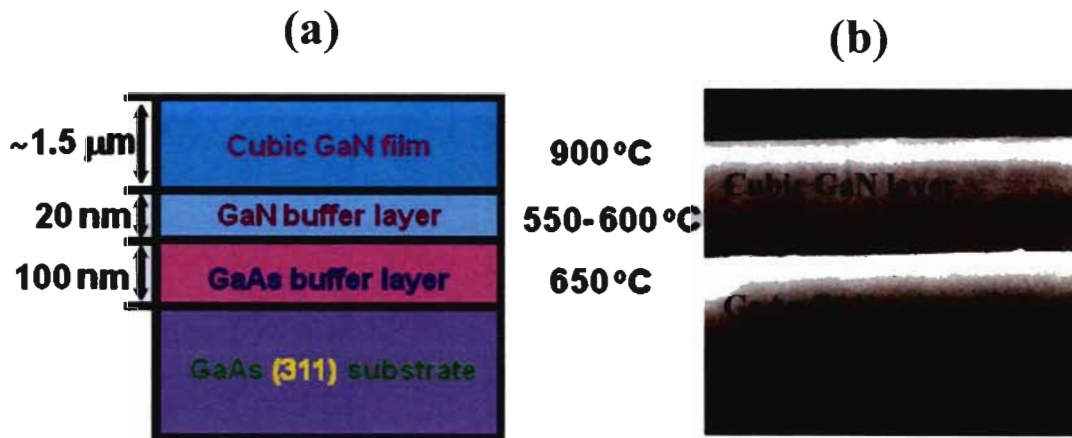 (a)
(b)
~1.5 µm
Cubic GaN film
900 °C
20 nm
GaN buffer layer
550-600 °C
100 nm
GaAs buffer layer
650 °C
GaAs (311) substrate
Cubic GaN layer